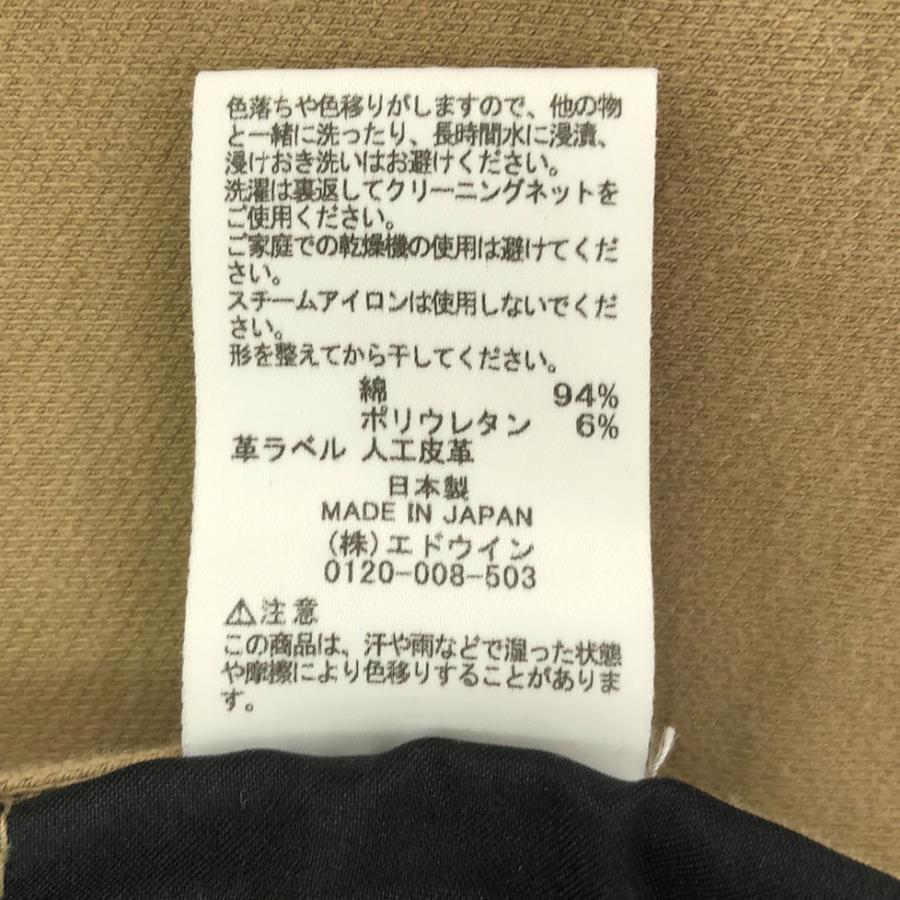 色落ちや色移りがしますので、他の物
と一緒に洗ったり、長時間水に浸漬、
浸けおき洗いはお避けください。
洗濯は裏返してクリーニングネットを
ご使用ください。
ご家庭での乾燥機の使用は避けてくだ
さい。
スチームアイロンは使用しないでくだ
さい。
形を整えてから干してください。
綿 94%
ポリウレタン 6%
革ラベル 人工皮革
日本製
MADE IN JAPAN
(株)エドウイン
0120-008-503
⚠注意
この商品は、汗や雨などで湿った状態
や摩擦により色移りすることがありま
す。